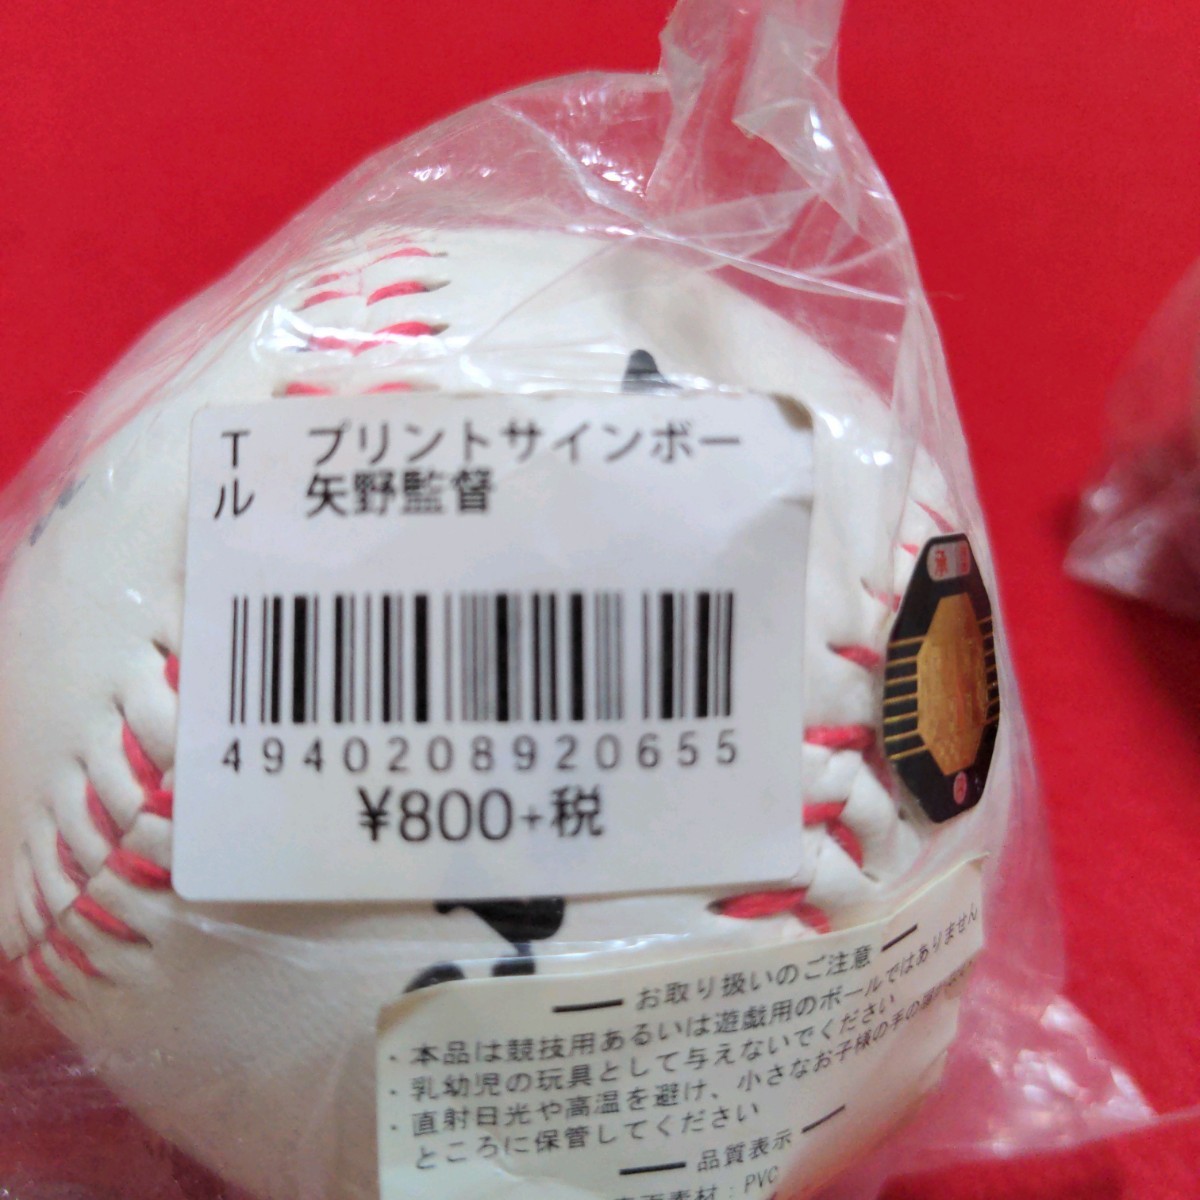 T　プリントサインボー
ル　矢野監督
4940208920655
¥800+税
承
お取り扱いのご注意
・本品は競技用あるいは遊戯用のボールではありません
・乳幼児の玩具として与えないでください
・直射日光や高温を避け、小さなお子様の手の
ところに保管してください
品質表示
素材：PVC